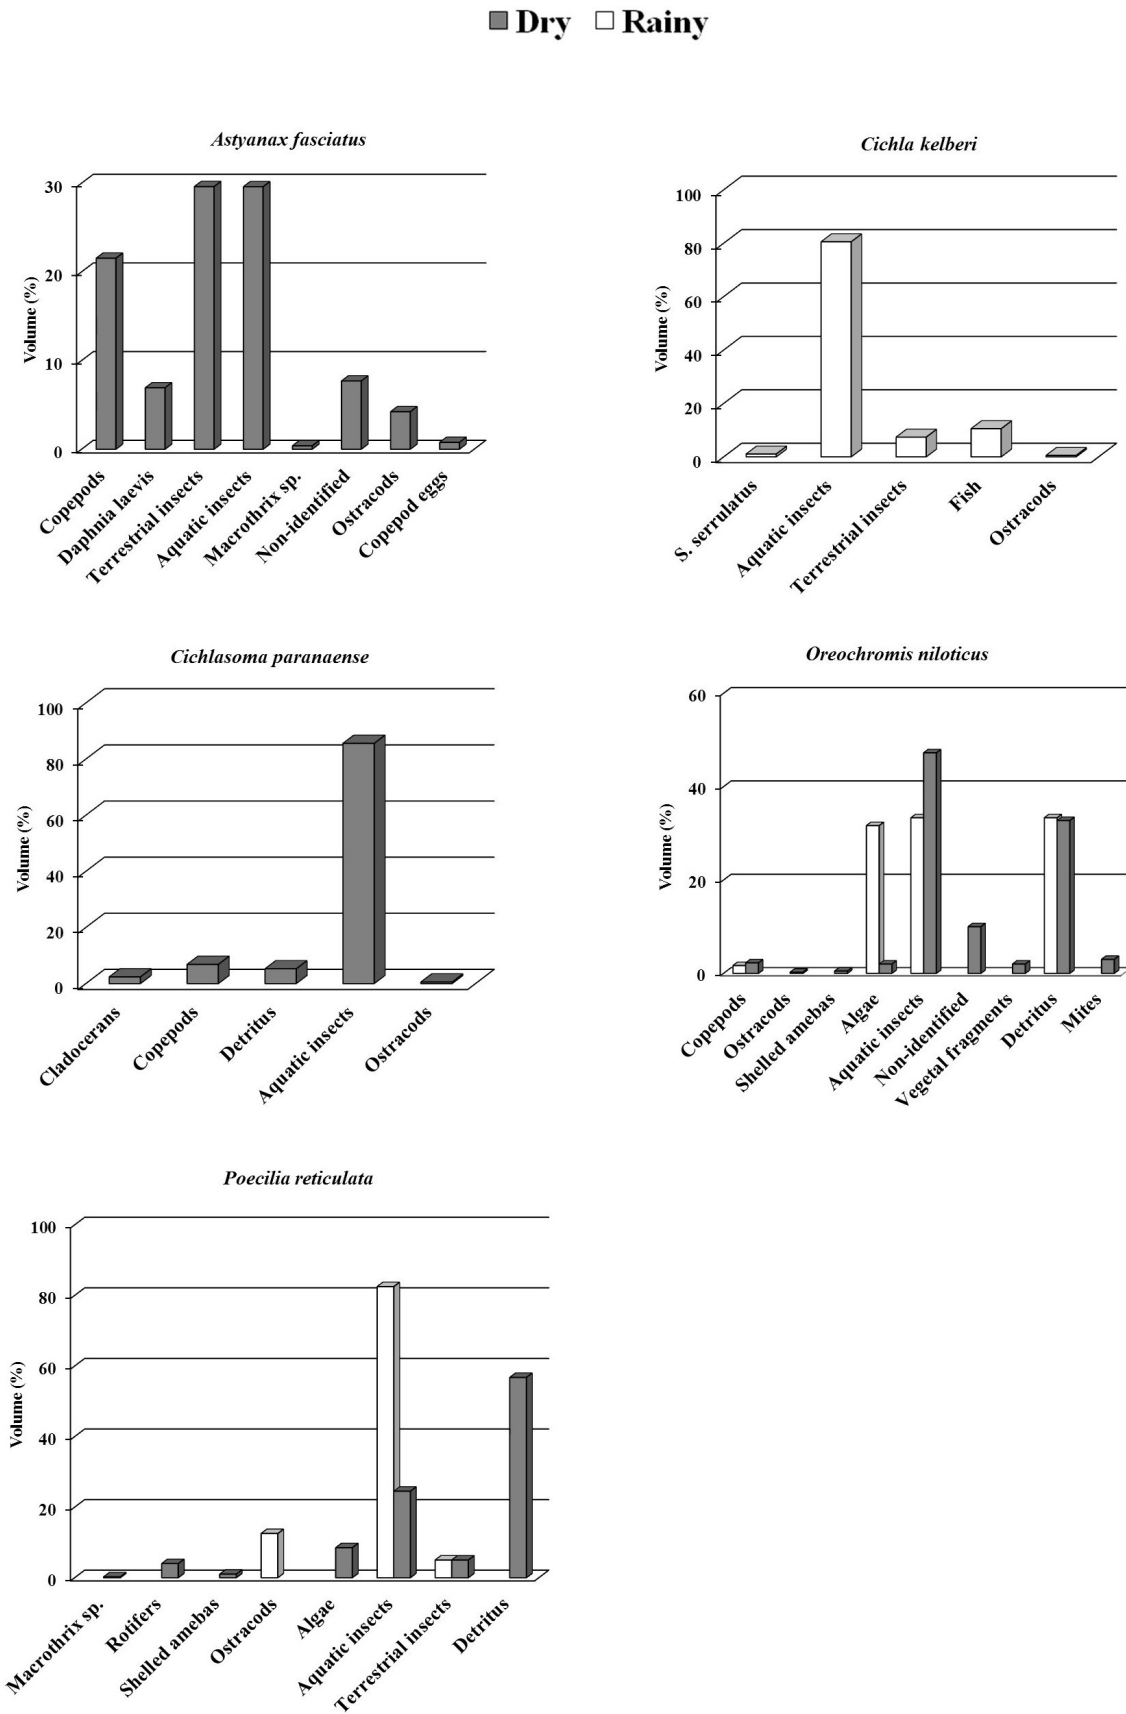 Dry Rainy
Astyanax fasciatus
Volume (%)
30
20
10
0
Copepods
Daphnia laevis
Terrestrial insects
Aquatic insects
Macrothrix sp.
Non-identified
Ostracods
Copepod eggs
Cichla kelberi
Volume (%)
100
80
60
40
20
0
S. serrulatus
Aquatic insects
Terrestrial insects
Fish
Ostracods
Cichlasoma paranaense
Volume (%)
100
80
60
40
20
0
Cladocerans
Copepods
Detritus
Aquatic insects
Ostracods
Oreochromis niloticus
Volume (%)
60
40
20
0
Copepods
Ostracods
Shelled amebas
Algae
Aquatic insects
Non-identified
Vegetal fragments
Detritus
Mites
Poecilia reticulata
Volume (%)
100
80
60
40
20
0
Macrothrix sp.
Rotifers
Shelled amebas
Ostracods
Algae
Aquatic insects
Terrestrial insects
Detritus